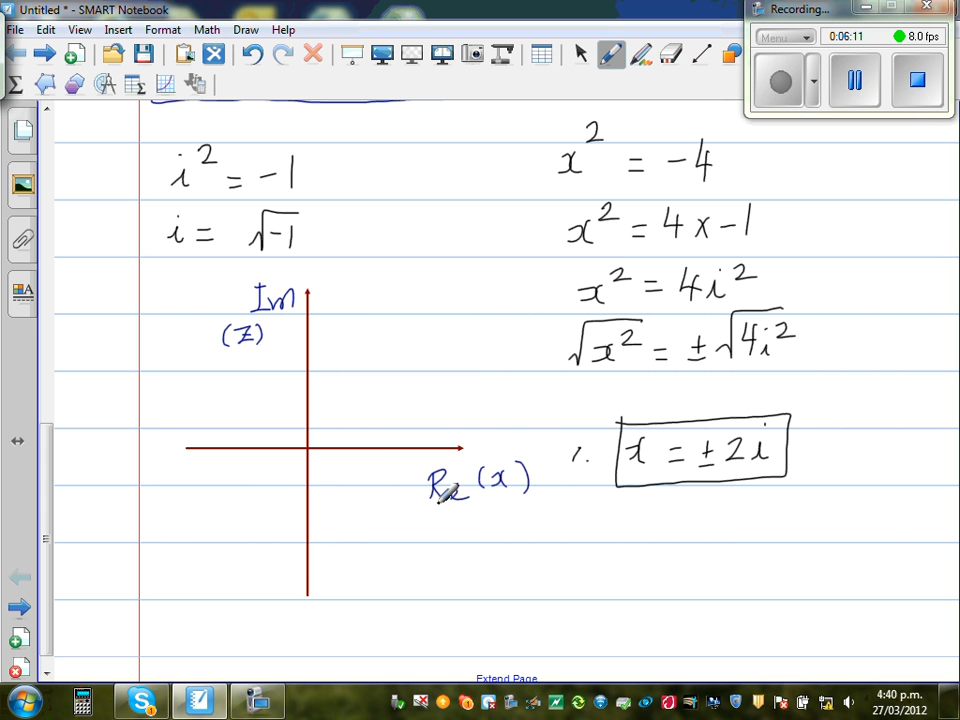 Untitled * - SMART Notebook
Recording...
File Edit View Insert Format Math Draw Help
Menu
0:06:11
8.0 fps
i² = -1
i = √-1
Im
(Z)
Re (x)
x² = -4
x² = 4 x -1
x² = 4i²
√x² = ± √4i²
∴ x = ± 2i
Extend Page
4:40 p.m.
27/03/2012